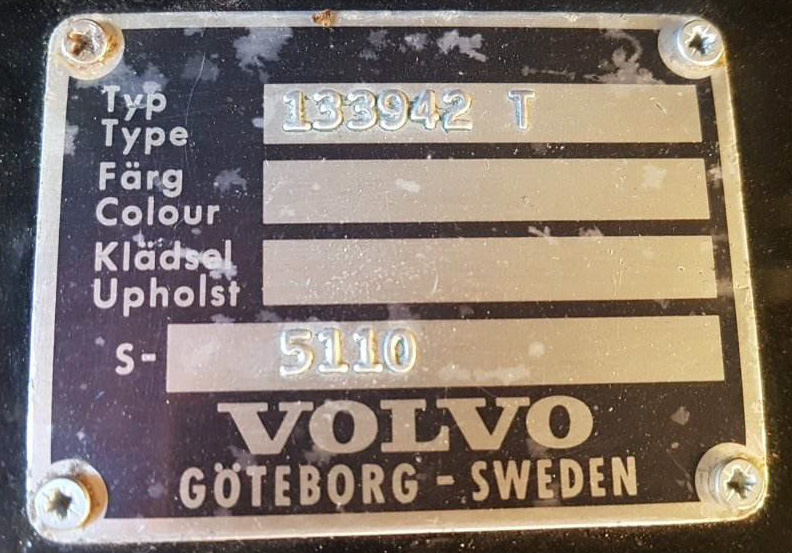 Typ 133942 T
Type
Färg
Colour
Klädsel
Upholst
S- 5110
VOLVO
GÖTEBORG - SWEDEN